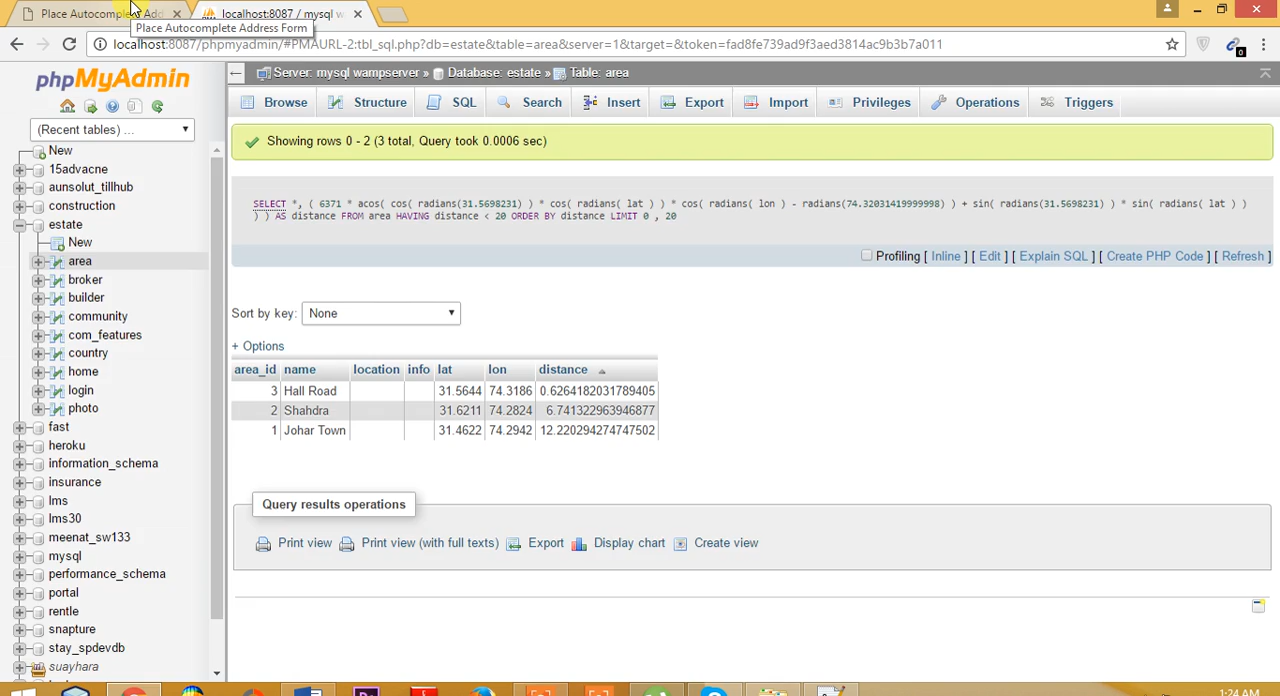 Place Autocomplete Add
localhost:8087 / mysql w
Place Autocomplete Address Form
localhost:8087/phpmyadmin/#PMAURL-2:tbl_sql.php?db=estate&table=area&server=1&target=&token=fad8fe739ad9f3aed3814ac9b3b7a011
0
phpMyAdmin
Server: mysql wampserver » Database: estate » Table: area
Browse Structure SQL Search Insert Export Import Privileges Operations Triggers
(Recent tables) ...
Showing rows 0 - 2 (3 total, Query took 0.0006 sec)
New
15advacne
aunsolut_tillhub
construction
estate
New
area
broker
builder
community
com_features
country
home
login
photo
fast
heroku
information_schema
insurance
lms
lms30
meenat_sw133
mysql
performance_schema
portal
rentle
snapture
stay_spdevdb
suayhara
SELECT *, ( 6371 * acos( cos( radians(31.5698231) ) * cos( radians( lat ) ) * cos( radians( lon ) - radians(74.32031419999998) ) + sin( radians(31.5698231) ) * sin( radians( lat ) )
) ) AS distance FROM area HAVING distance < 20 ORDER BY distance LIMIT 0 , 20
Profiling [ Inline ] [ Edit ] [ Explain SQL ] [ Create PHP Code ] [ Refresh ]
Sort by key: None
+ Options
area_id name location info lat lon distance
3 Hall Road 31.5644 74.3186 0.6264182031789405
2 Shahdra 31.6211 74.2824 6.741322963946877
1 Johar Town 31.4622 74.2942 12.220294274747502
Query results operations
Print view Print view (with full texts) Export Display chart Create view
1:24 AM